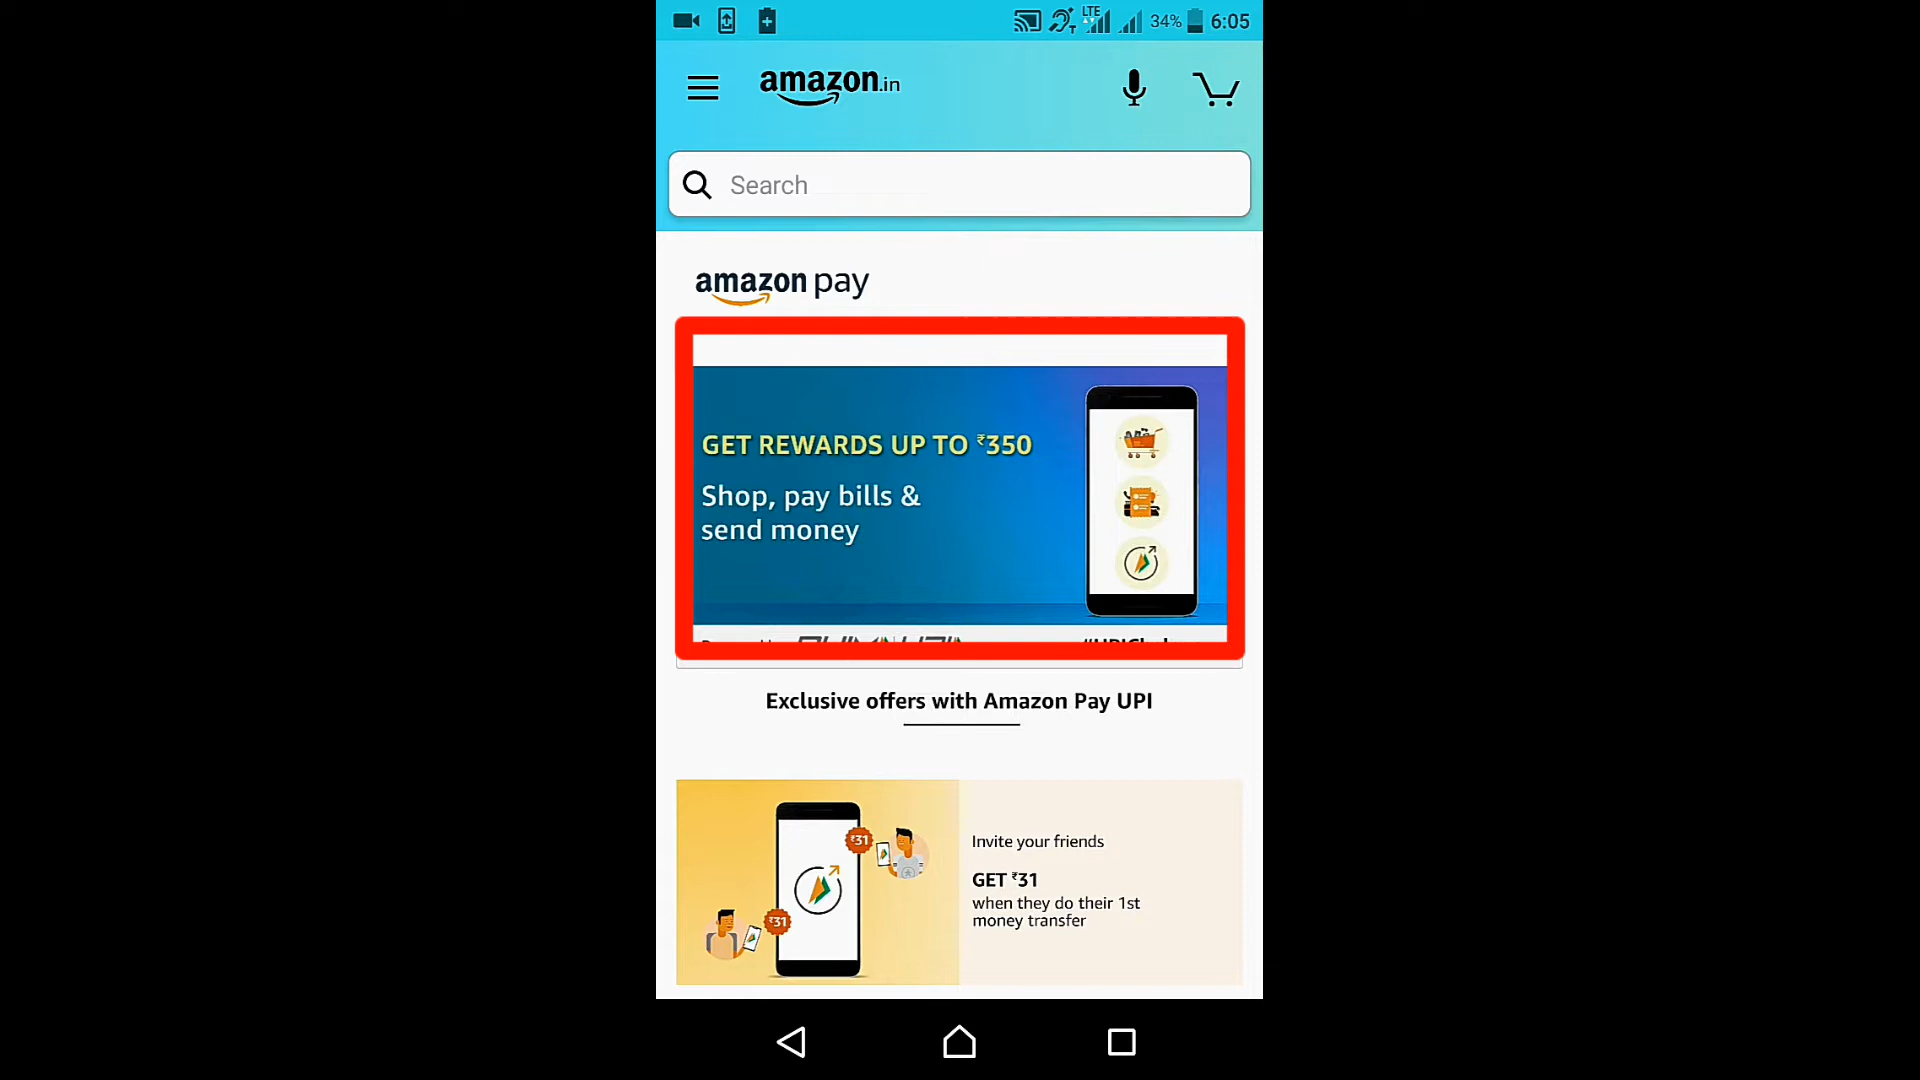 LTE
34%
6:05
amazon.in
Search
amazon pay
GET REWARDS UP TO ₹350
Shop, pay bills &
send money
Exclusive offers with Amazon Pay UPI
₹31
₹31
Invite your friends
GET ₹31
when they do their 1st
money transfer